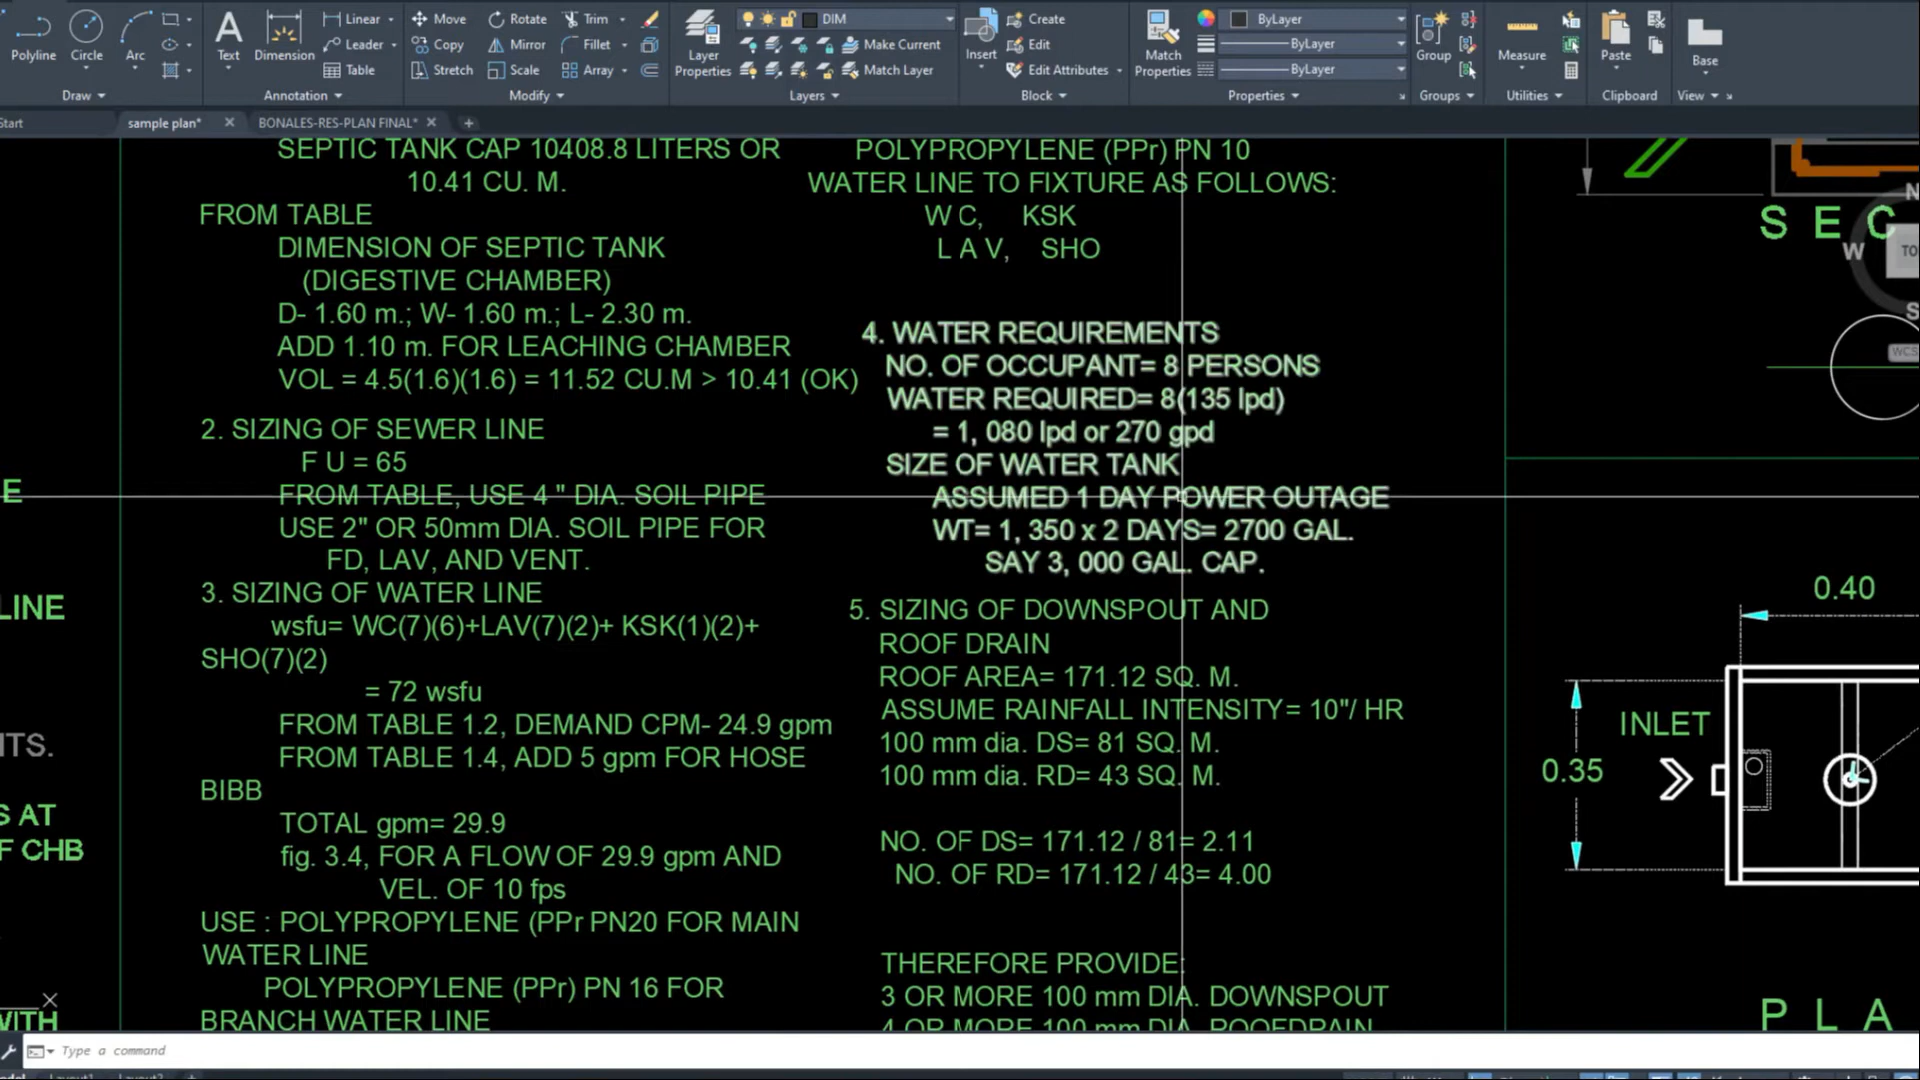 Polyline
Circle
Arc
Draw
Text
Dimension
Linear
Leader
Table
Annotation
Move
Copy
Stretch
Rotate
Mirror
Scale
Trim
Fillet
Array
Modify
Layer
Properties
DIM
Make Current
Match Layer
Layers
Insert
Create
Edit
Edit Attributes
Block
Match
Properties
ByLayer
ByLayer
ByLayer
Properties
Group
Groups
Measure
Utilities
Paste
Clipboard
Base
View
Start
sample plan*
BONALES-RES-PLAN FINAL*
SEPTIC TANK CAP 10408.8 LITERS OR
10.41 CU. M.
FROM TABLE
DIMENSION OF SEPTIC TANK
(DIGESTIVE CHAMBER)
D- 1.60 m.; W- 1.60 m.; L- 2.30 m.
ADD 1.10 m. FOR LEACHING CHAMBER
VOL = 4.5(1.6)(1.6) = 11.52 CU.M > 10.41 (OK)
2. SIZING OF SEWER LINE
F U = 65
FROM TABLE, USE 4 " DIA. SOIL PIPE
USE 2" OR 50mm DIA. SOIL PIPE FOR
FD, LAV, AND VENT.
3. SIZING OF WATER LINE
wsfu= WC(7)(6)+LAV(7)(2)+ KSK(1)(2)+
SHO(7)(2)
= 72 wsfu
FROM TABLE 1.2, DEMAND CPM- 24.9 gpm
FROM TABLE 1.4, ADD 5 gpm FOR HOSE
BIBB
TOTAL gpm= 29.9
fig. 3.4, FOR A FLOW OF 29.9 gpm AND
VEL. OF 10 fps
USE : POLYPROPYLENE (PPr PN20 FOR MAIN
WATER LINE
POLYPROPYLENE (PPr) PN 16 FOR
BRANCH WATER LINE
POLYPROPYLENE (PPr) PN 10
WATER LINE TO FIXTURE AS FOLLOWS:
W C, KSK
L A V, SHO
4. WATER REQUIREMENTS
NO. OF OCCUPANT= 8 PERSONS
WATER REQUIRED= 8(135 lpd)
= 1, 080 lpd or 270 gpd
SIZE OF WATER TANK
ASSUMED 1 DAY POWER OUTAGE
WT= 1, 350 x 2 DAYS= 2700 GAL.
SAY 3, 000 GAL. CAP.
5. SIZING OF DOWNSPOUT AND
ROOF DRAIN
ROOF AREA= 171.12 SQ. M.
ASSUME RAINFALL INTENSITY= 10"/ HR
100 mm dia. DS= 81 SQ. M.
100 mm dia. RD= 43 SQ. M.
NO. OF DS= 171.12 / 81= 2.11
NO. OF RD= 171.12 / 43= 4.00
THEREFORE PROVIDE:
3 OR MORE 100 mm DIA. DOWNSPOUT
4 OR MORE 100 mm DIA. ROOFDRAIN
E
LINE
ITS.
S AT
F CHB
X
WITH
S E C
N
W
TO
S
WCS
0.40
INLET
0.35
P L A
Type a command
Layout1
Layout2